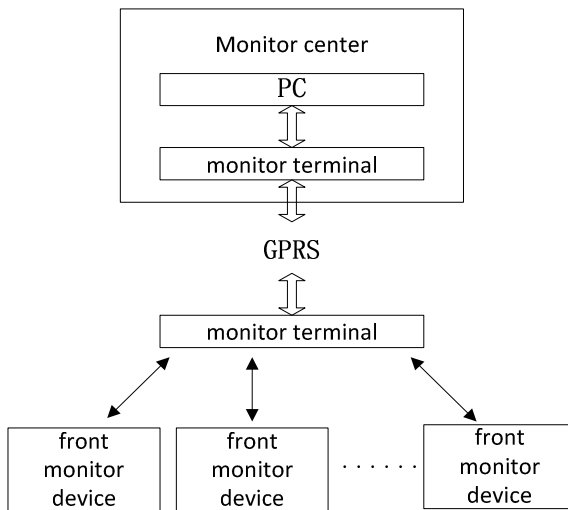 Monitor center
PC
monitor terminal
GPRS
monitor terminal
front
monitor
device
front
monitor
device
······
front
monitor
device